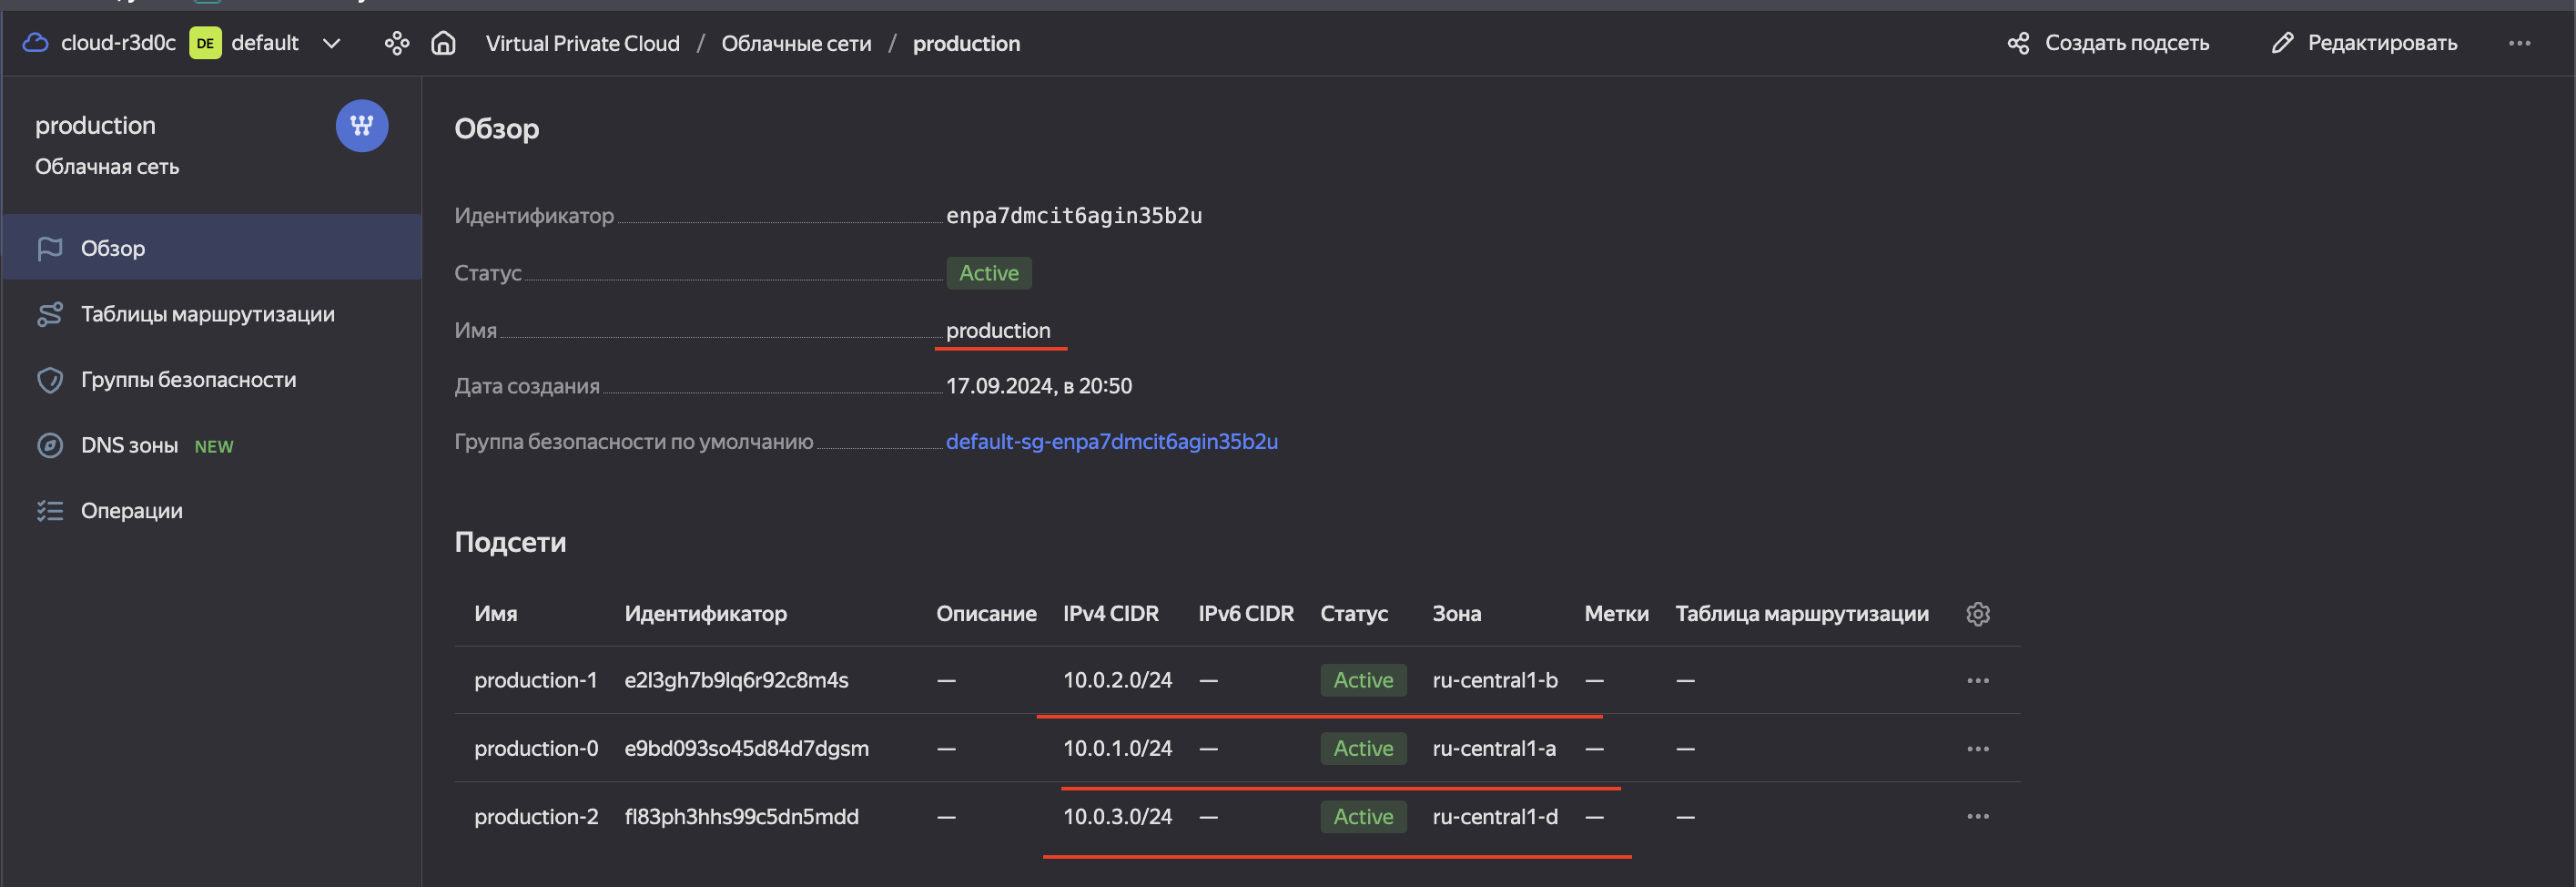 cloud-r3d0c DE default Virtual Private Cloud / Облачные сети / production Создать подсеть Редактировать
production
Облачная сеть
Обзор
Таблицы маршрутизации
Группы безопасности
DNS зоны NEW
Операции
Обзор
Идентификатор enpa7dmcit6agin35b2u
Статус Active
Имя production
Дата создания 17.09.2024, в 20:50
Группа безопасности по умолчанию default-sg-enpa7dmcit6agin35b2u
Подсети
Имя Идентификатор Описание IPv4 CIDR IPv6 CIDR Статус Зона Метки Таблица маршрутизации
production-1 e2l3gh7b9lq6r92c8m4s — 10.0.2.0/24 — Active ru-central1-b — —
production-0 e9bd093so45d84d7dgsm — 10.0.1.0/24 — Active ru-central1-a — —
production-2 fl83ph3hhs99c5dn5mdd — 10.0.3.0/24 — Active ru-central1-d — —